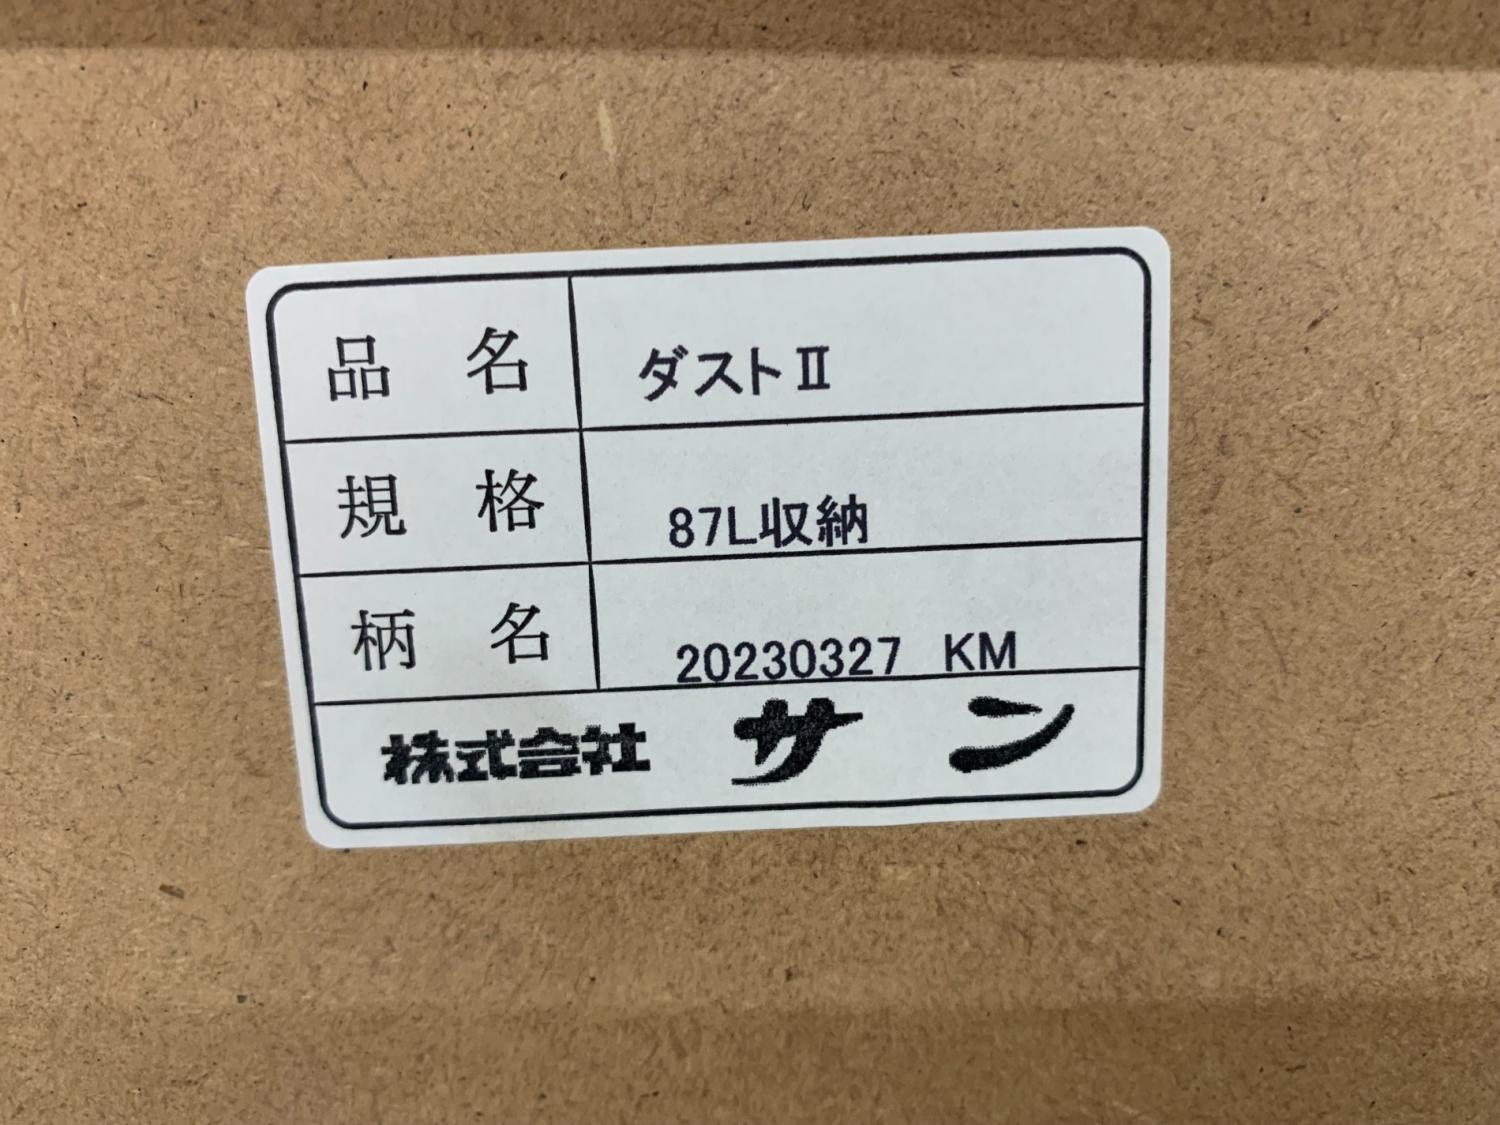 品名 ダストⅡ
規格 87L収納
柄名 20230327 KM
株式会社 サン